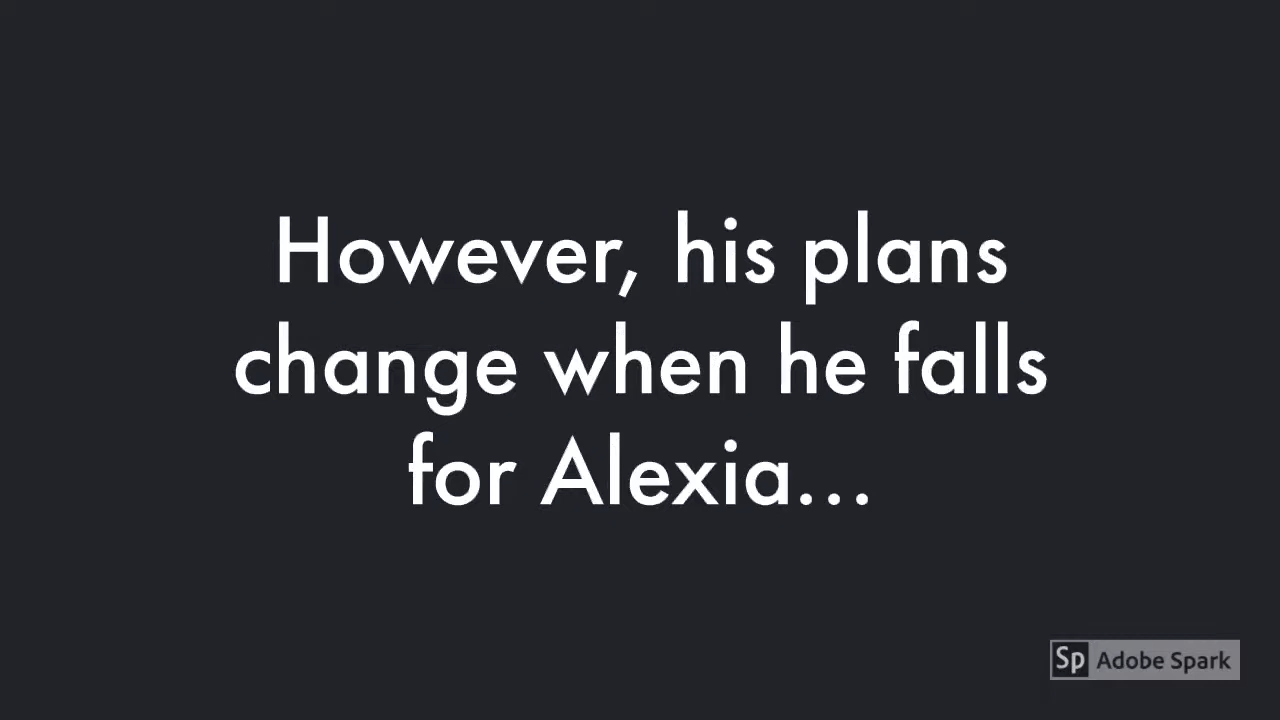 However, his plans
change when he falls
for Alexia...
Sp Adobe Spark